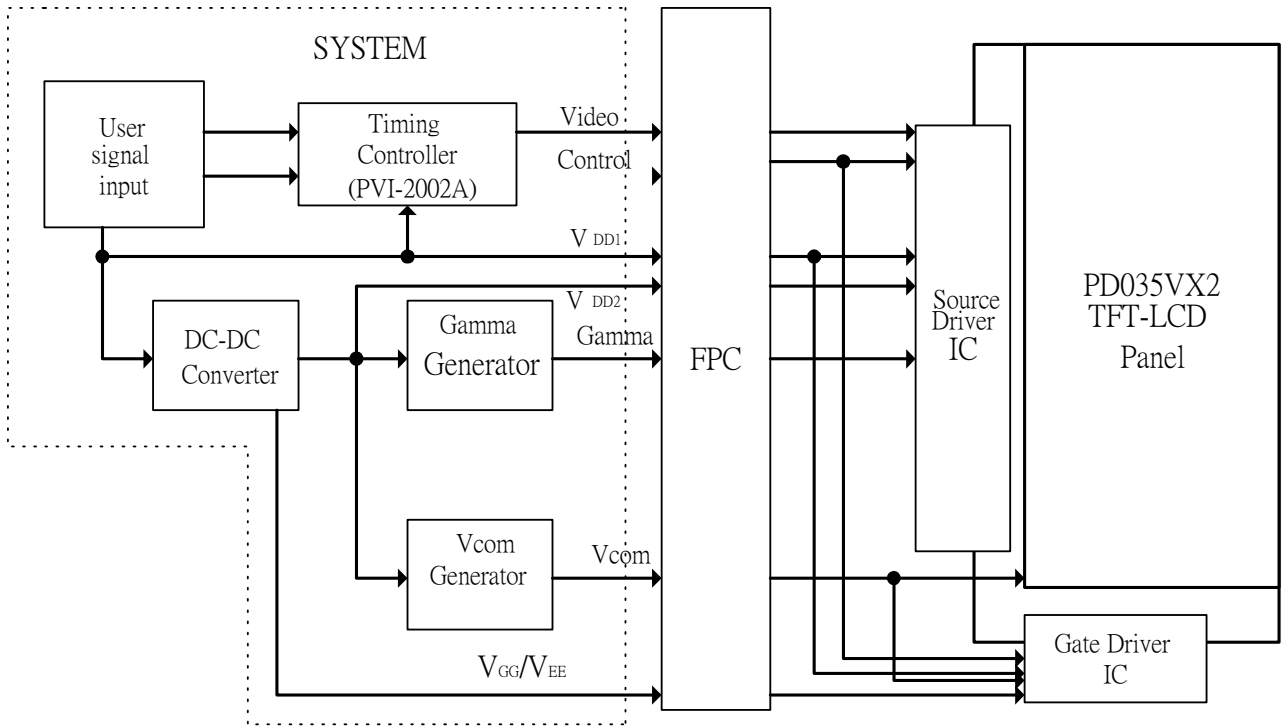 SYSTEM
User
signal
input
Timing
Controller
(PVI-2002A)
Video
Control
V DD1
V DD2
DC-DC
Converter
Gamma
Generator
Gamma
Vcom
Generator
Vcom
VGG/VEE
FPC
Source
Driver
IC
PD035VX2
TFT-LCD
Panel
Gate Driver
IC